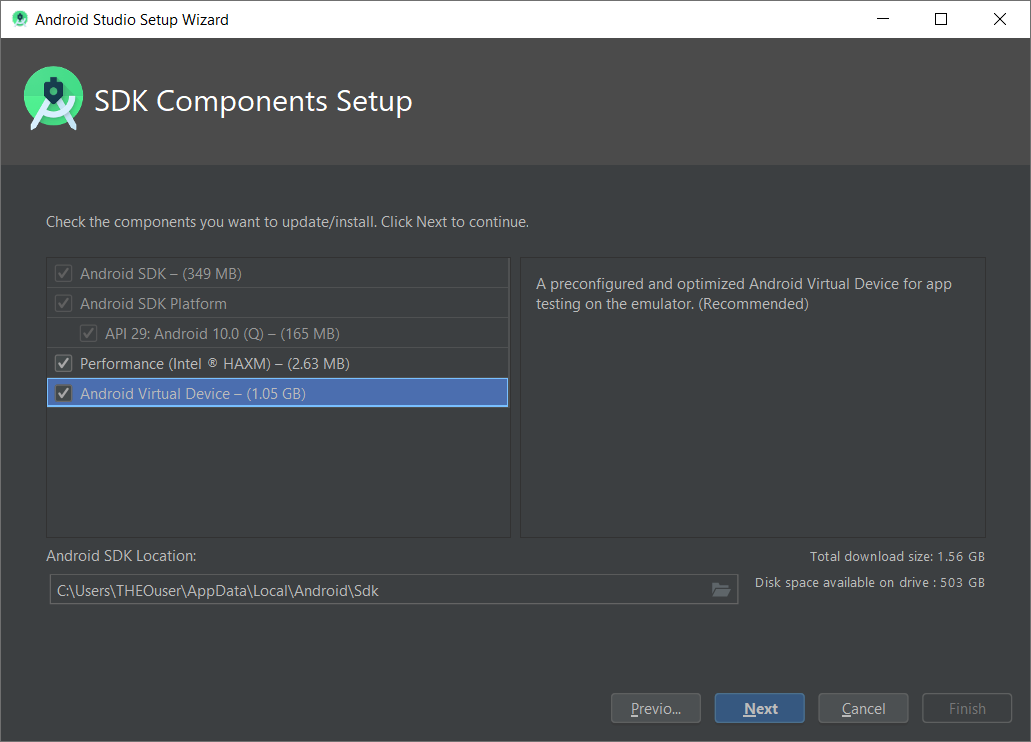 Android Studio Setup Wizard
SDK Components Setup
Check the components you want to update/install. Click Next to continue.
Android SDK – (349 MB)
Android SDK Platform
API 29: Android 10.0 (Q) – (165 MB)
Performance (Intel ® HAXM) – (2.63 MB)
Android Virtual Device – (1.05 GB)
A preconfigured and optimized Android Virtual Device for app
testing on the emulator. (Recommended)
Android SDK Location:
Total download size: 1.56 GB
C:\Users\THEOuser\AppData\Local\Android\Sdk
Disk space available on drive : 503 GB
Previo...
Next
Cancel
Finish